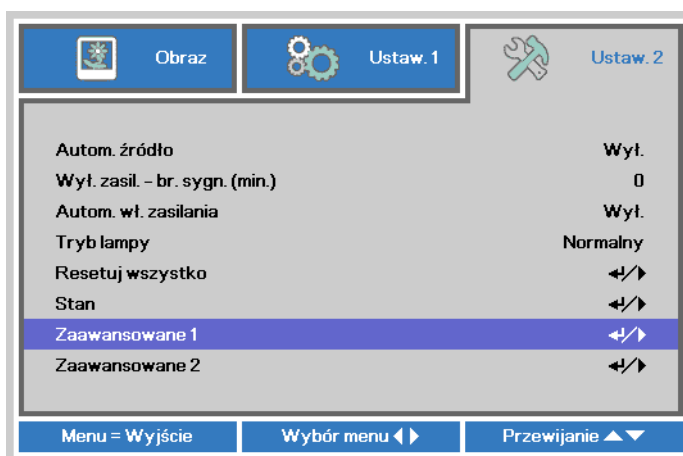 Obraz
Ustaw. 1
Ustaw. 2
Autom. źródło Wył.
Wył. zasil. – br. sygn. (min.) 0
Autom. wł. zasilania Wył.
Tryb lampy Normalny
Resetuj wszystko
Stan
Zaawansowane 1
Zaawansowane 2
Menu = Wyjście Wybór menu Przewijanie